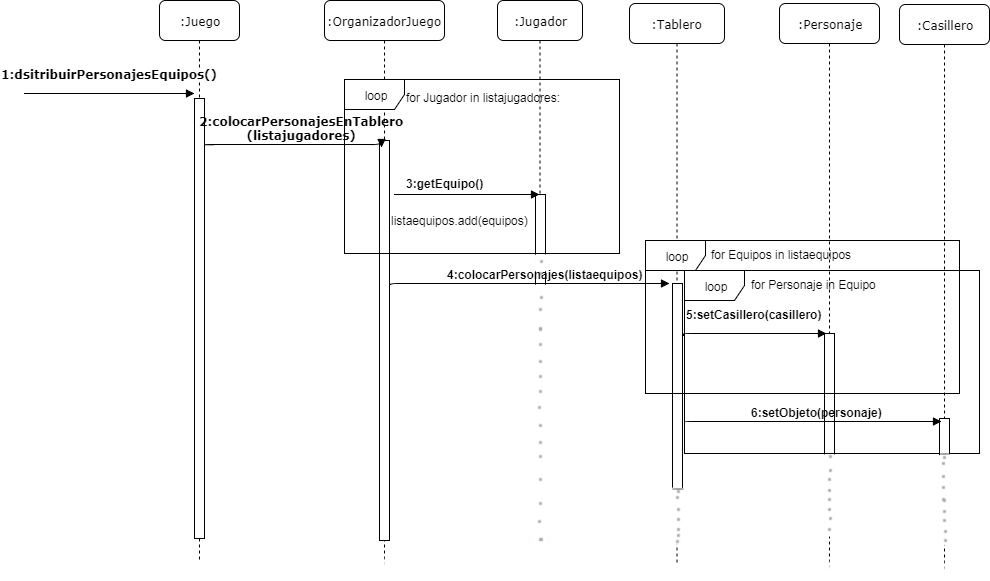 :Juego
:OrganizadorJuego
:Jugador
:Tablero
:Personaje
:Casillero
1:dsitribuirPersonajesEquipos()
loop
for Jugador in listajugadores:
2:colocarPersonajesEnTablero
(listajugadores)
3:getEquipo()
listaequipos.add(equipos)
loop
for Equipos in listaequipos
4:colocarPersonajes(listaequipos)
loop
for Personaje in Equipo
5:setCasillero(casillero)
6:setObjeto(personaje)